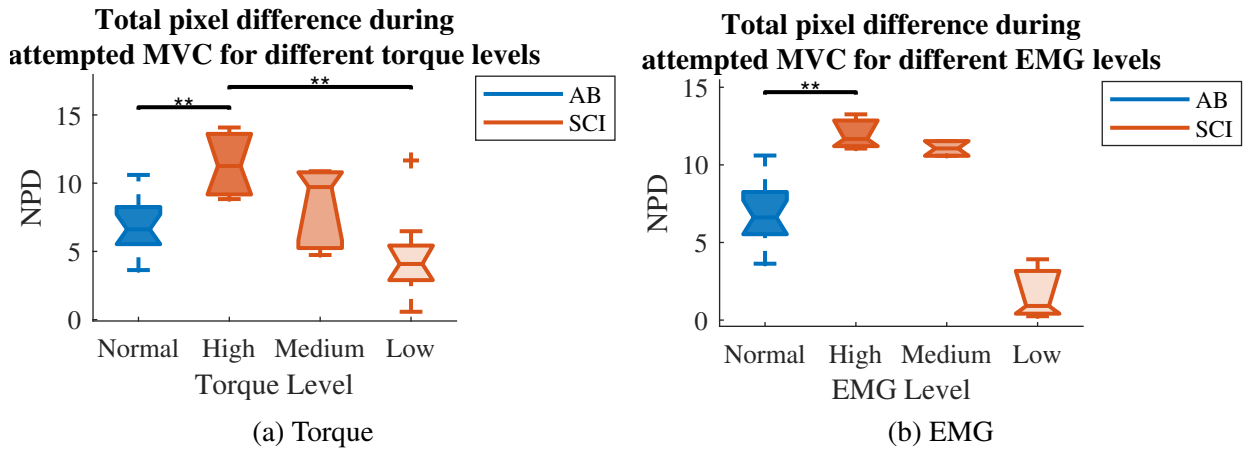 Total pixel difference during
attempted MVC for different torque levels
**
**
AB
SCI
15
10
5
0
NPD
Normal High Medium Low
Torque Level
(a) Torque
Total pixel difference during
attempted MVC for different EMG levels
**
AB
SCI
15
10
5
0
NPD
Normal High Medium Low
EMG Level
(b) EMG